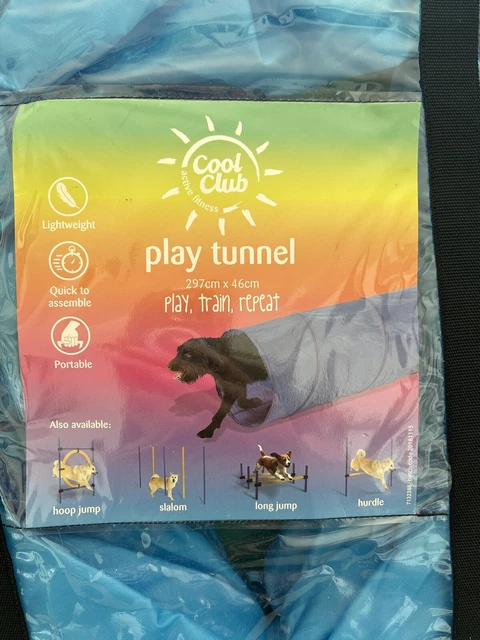 Cool
Club
active fitness
play tunnel
297cm x 46cm
play, train, repeat
Lightweight
Quick to
assemble
Portable
Also available:
hoop jump
slalom
long jump
hurdle